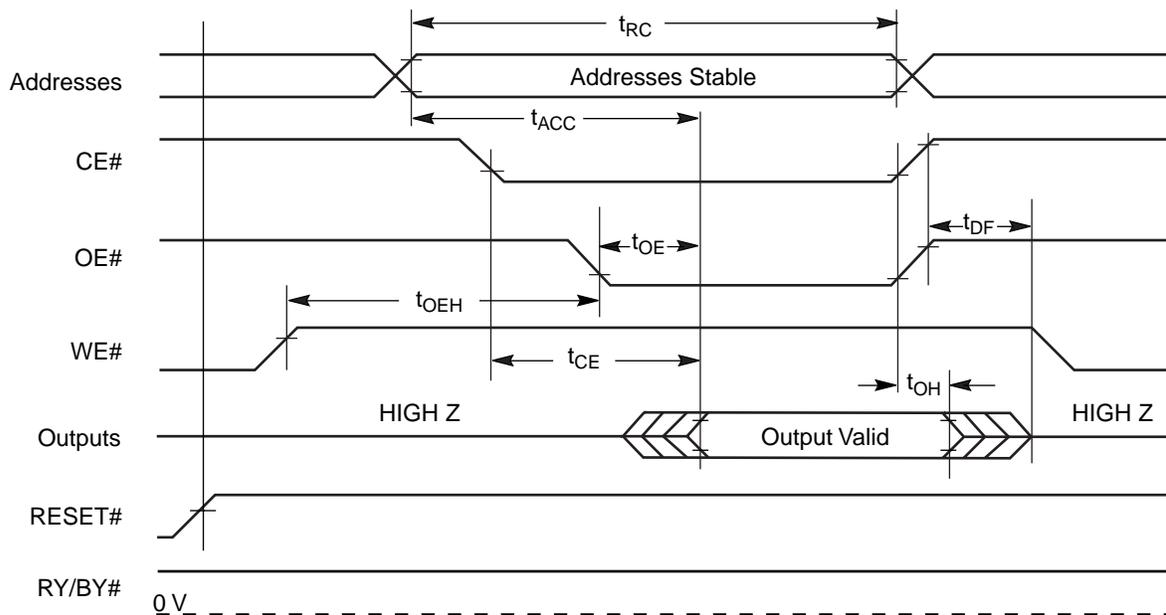 tRC
Addresses
Addresses Stable
tACC
CE#
tDF
OE#
tOE
tOEH
WE#
tCE
tOH
HIGH Z
HIGH Z
Outputs
Output Valid
RESET#
RY/BY#
0 V